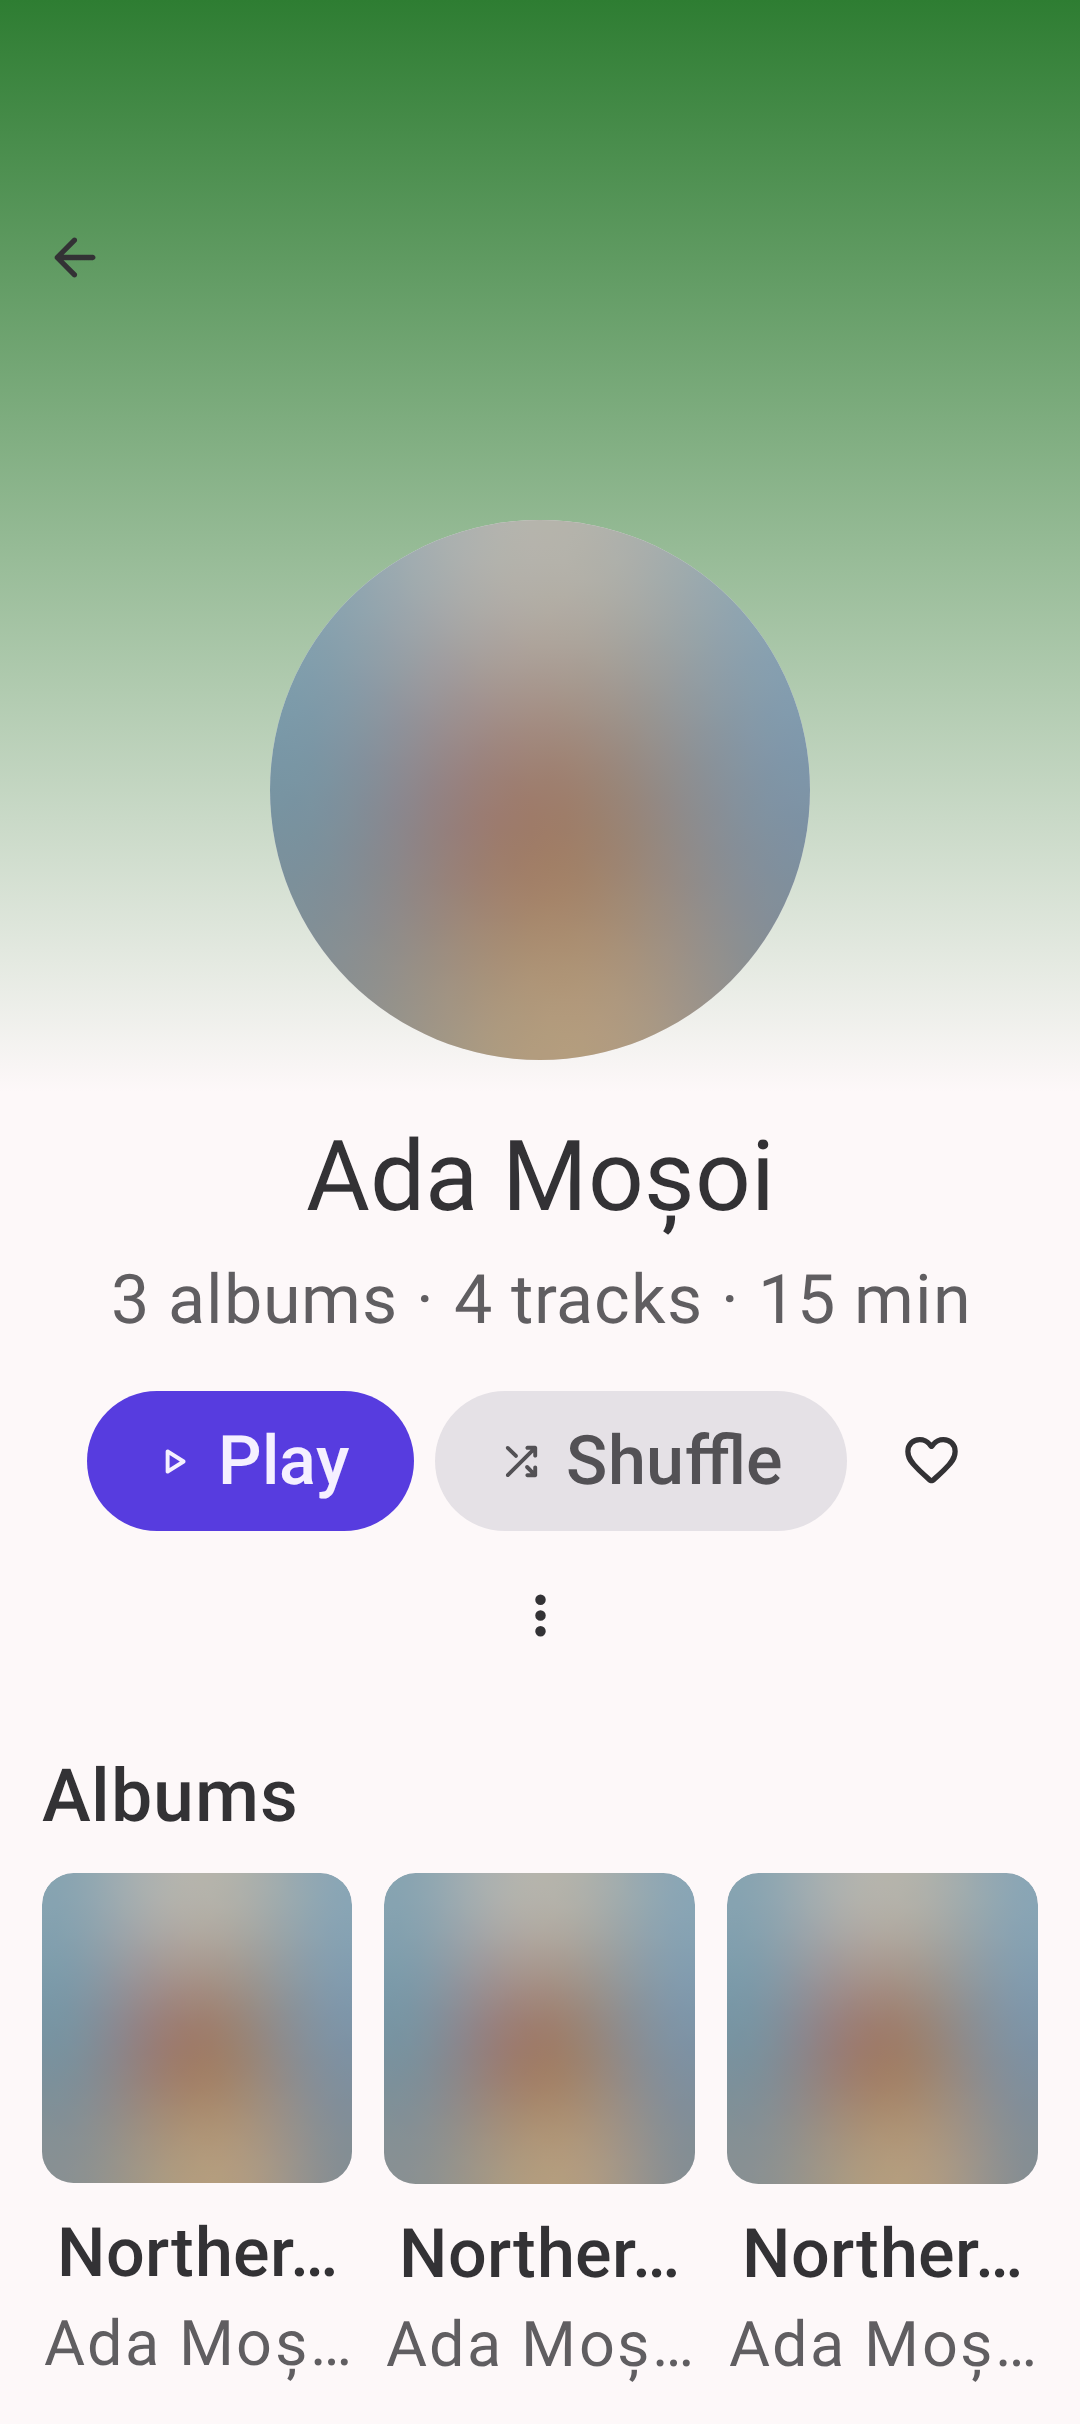 Ada Moșoi
3 albums · 4 tracks · 15 min
Play
Shuffle
Albums
Norther…
Norther…
Norther…
Ada Moș…
Ada Moș…
Ada Moș…